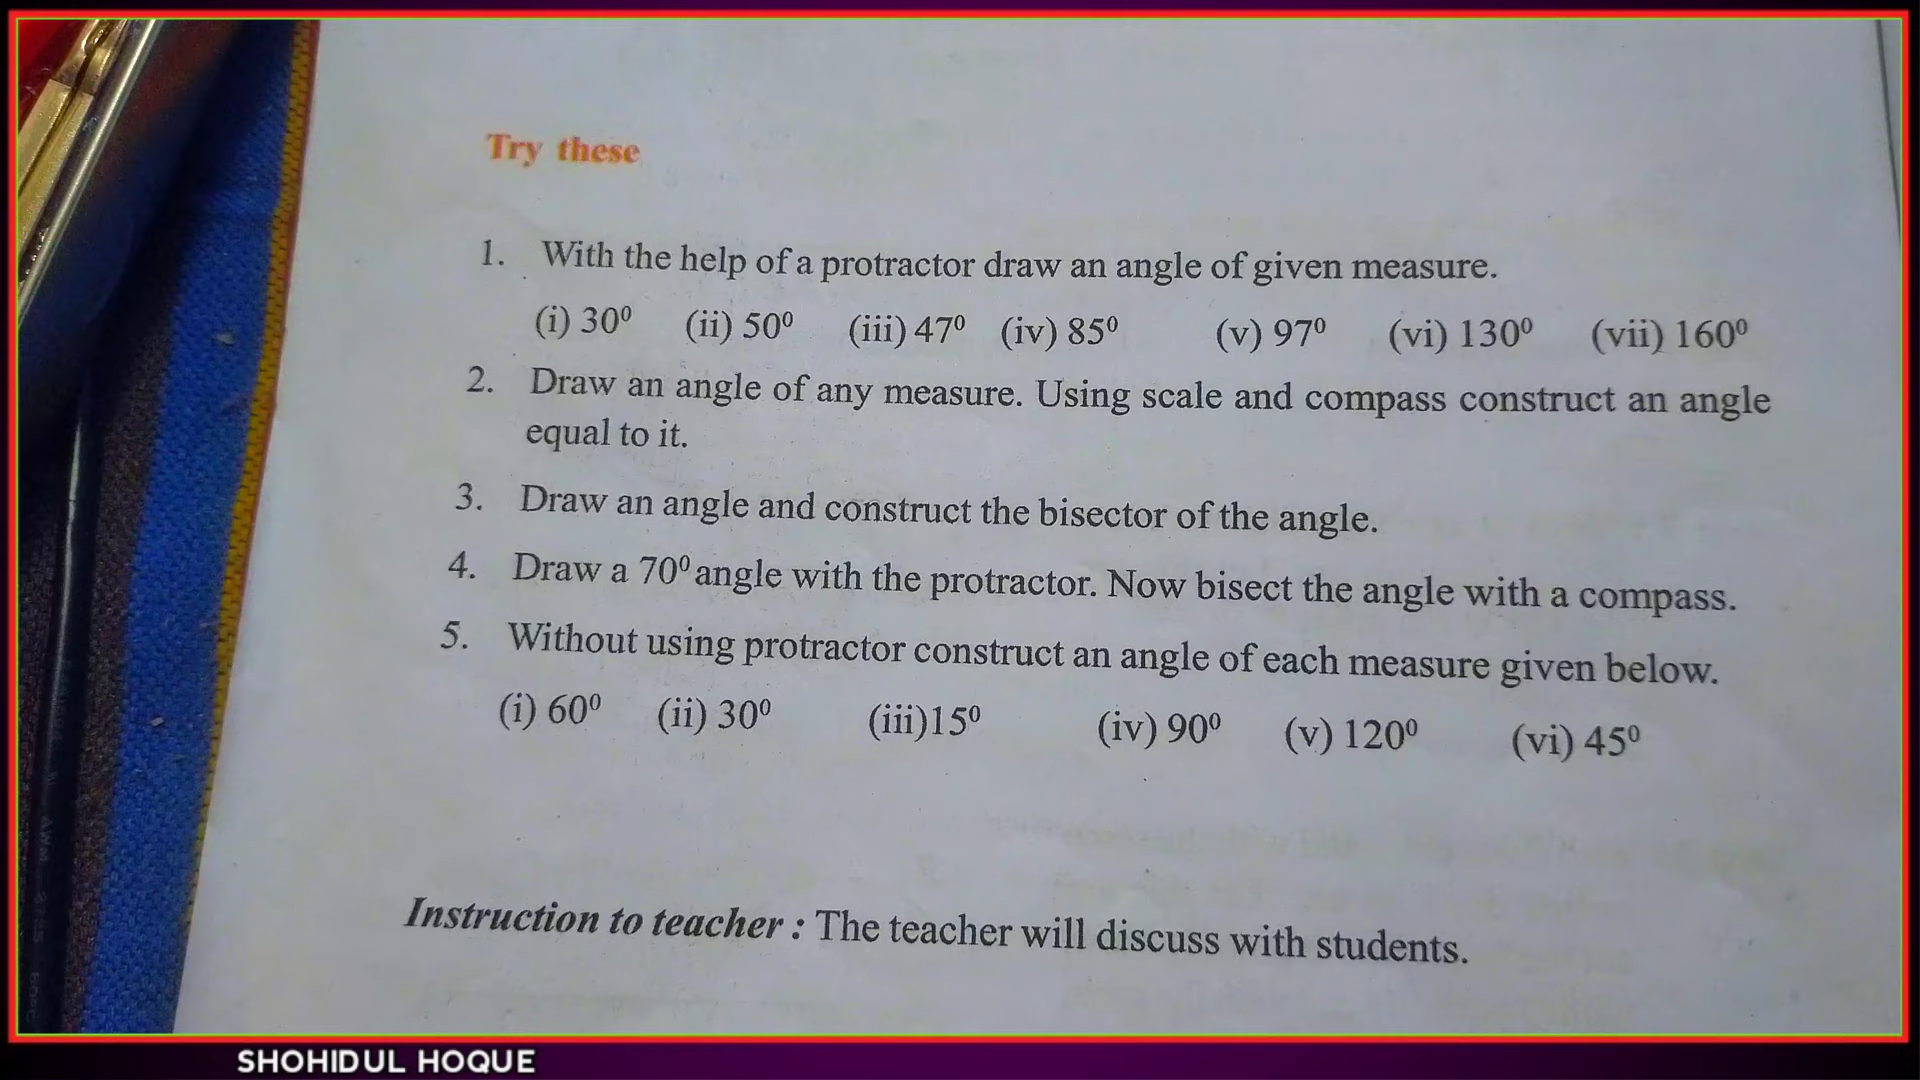 Try these
1. With the help of a protractor draw an angle of given measure.
(i) 30⁰ (ii) 50⁰ (iii) 47⁰ (iv) 85⁰ (v) 97⁰ (vi) 130⁰ (vii) 160⁰
2. Draw an angle of any measure. Using scale and compass construct an angle
equal to it.
3. Draw an angle and construct the bisector of the angle.
4. Draw a 70⁰ angle with the protractor. Now bisect the angle with a compass.
5. Without using protractor construct an angle of each measure given below.
(i) 60⁰ (ii) 30⁰ (iii)15⁰ (iv) 90⁰ (v) 120⁰ (vi) 45⁰
Instruction to teacher : The teacher will discuss with students.
SHOHIDUL HOQUE